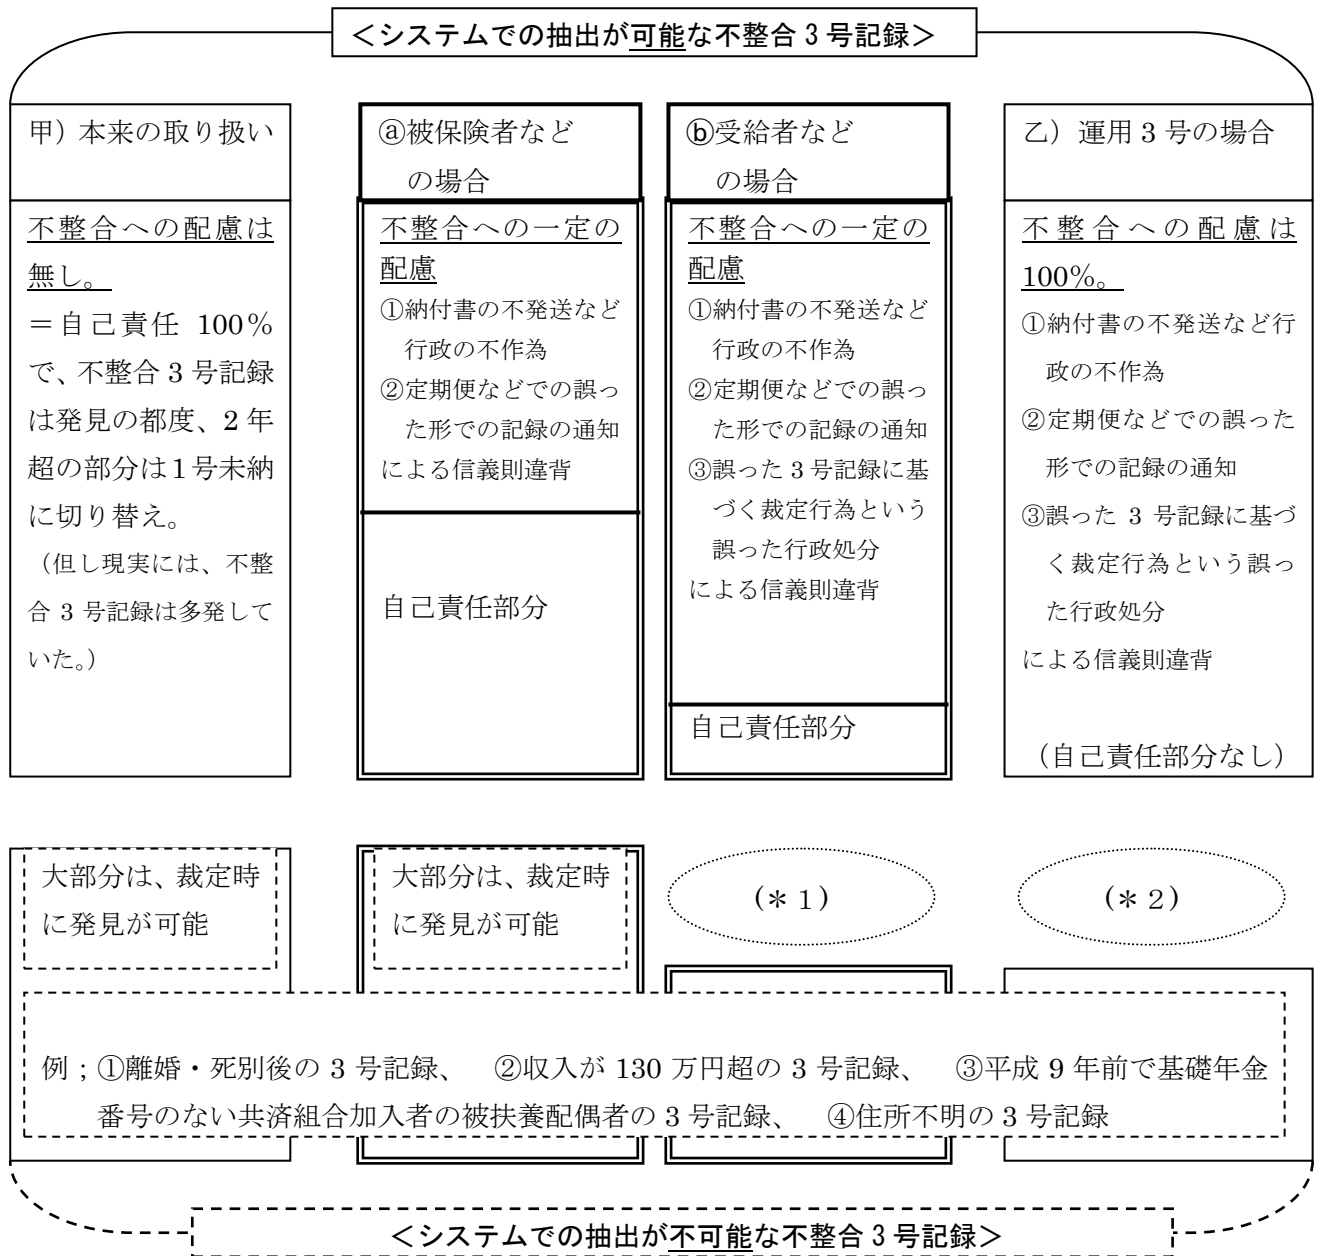 ＜システムでの抽出が可能な不整合3号記録＞
甲）本来の取り扱い
不整合への配慮は
無し。
＝自己責任 100％
で、不整合3号記録
は発見の都度、2年
超の部分は1号未納
に切り替え。
（但し現実には、不整
合3号記録は多発して
いた。）
ⓐ被保険者など
の場合
不整合への一定の
配慮
①納付書の不発送など
行政の不作為
②定期便などでの誤っ
た形での記録の通知
による信義則違背
自己責任部分
ⓑ受給者など
の場合
不整合への一定の
配慮
①納付書の不発送など
行政の不作為
②定期便などでの誤っ
た形での記録の通知
③誤った3号記録に基
づく裁定行為という
誤った行政処分
による信義則違背
自己責任部分
乙）運用3号の場合
不整合への配慮は
100％。
①納付書の不発送など行
政の不作為
②定期便などでの誤った
形での記録の通知
③誤った3号記録に基づ
く裁定行為という誤っ
た行政処分
による信義則違背
（自己責任部分なし）
大部分は、裁定時
に発見が可能
大部分は、裁定時
に発見が可能
（＊1）
（＊2）
例；①離婚・死別後の3号記録、　②収入が130万円超の3号記録、　③平成9年前で基礎年金
番号のない共済組合加入者の被扶養配偶者の3号記録、　④住所不明の3号記録
＜システムでの抽出が不可能な不整合3号記録＞